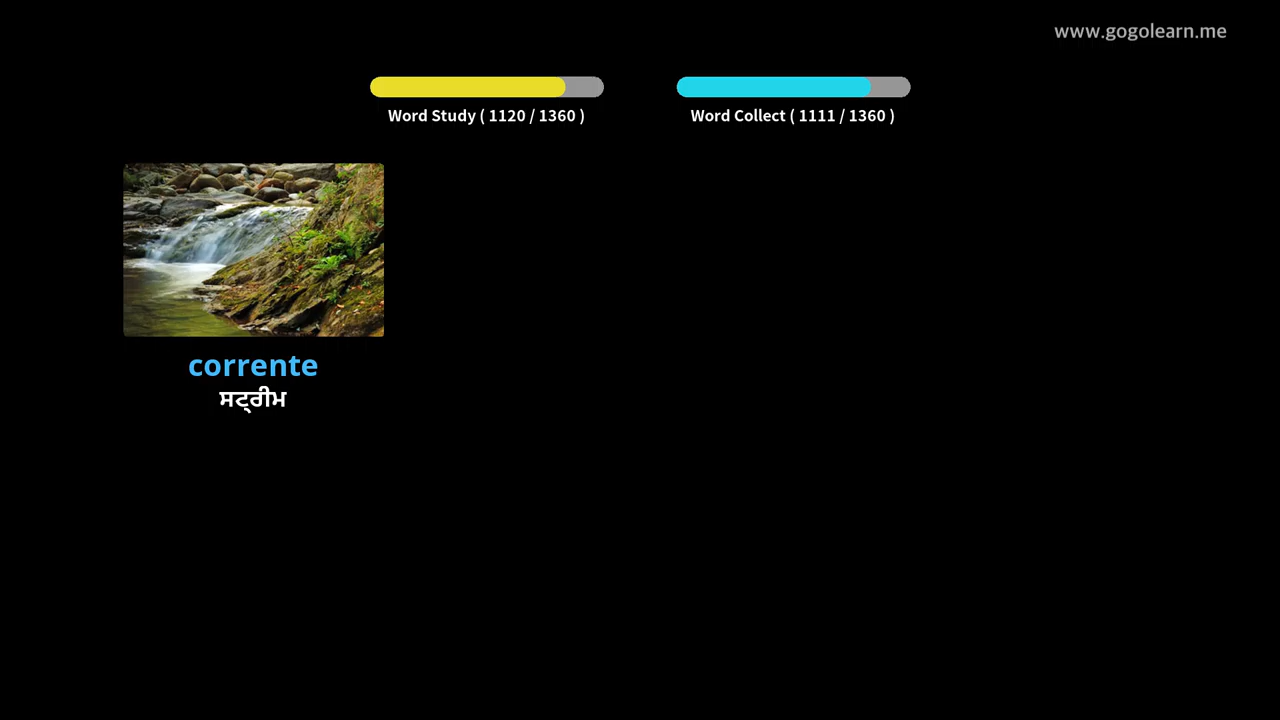 www.gogolearn.me
Word Study ( 1120 / 1360 )
Word Collect ( 1111 / 1360 )
corrente
ਸਟ੍ਰੀਮ